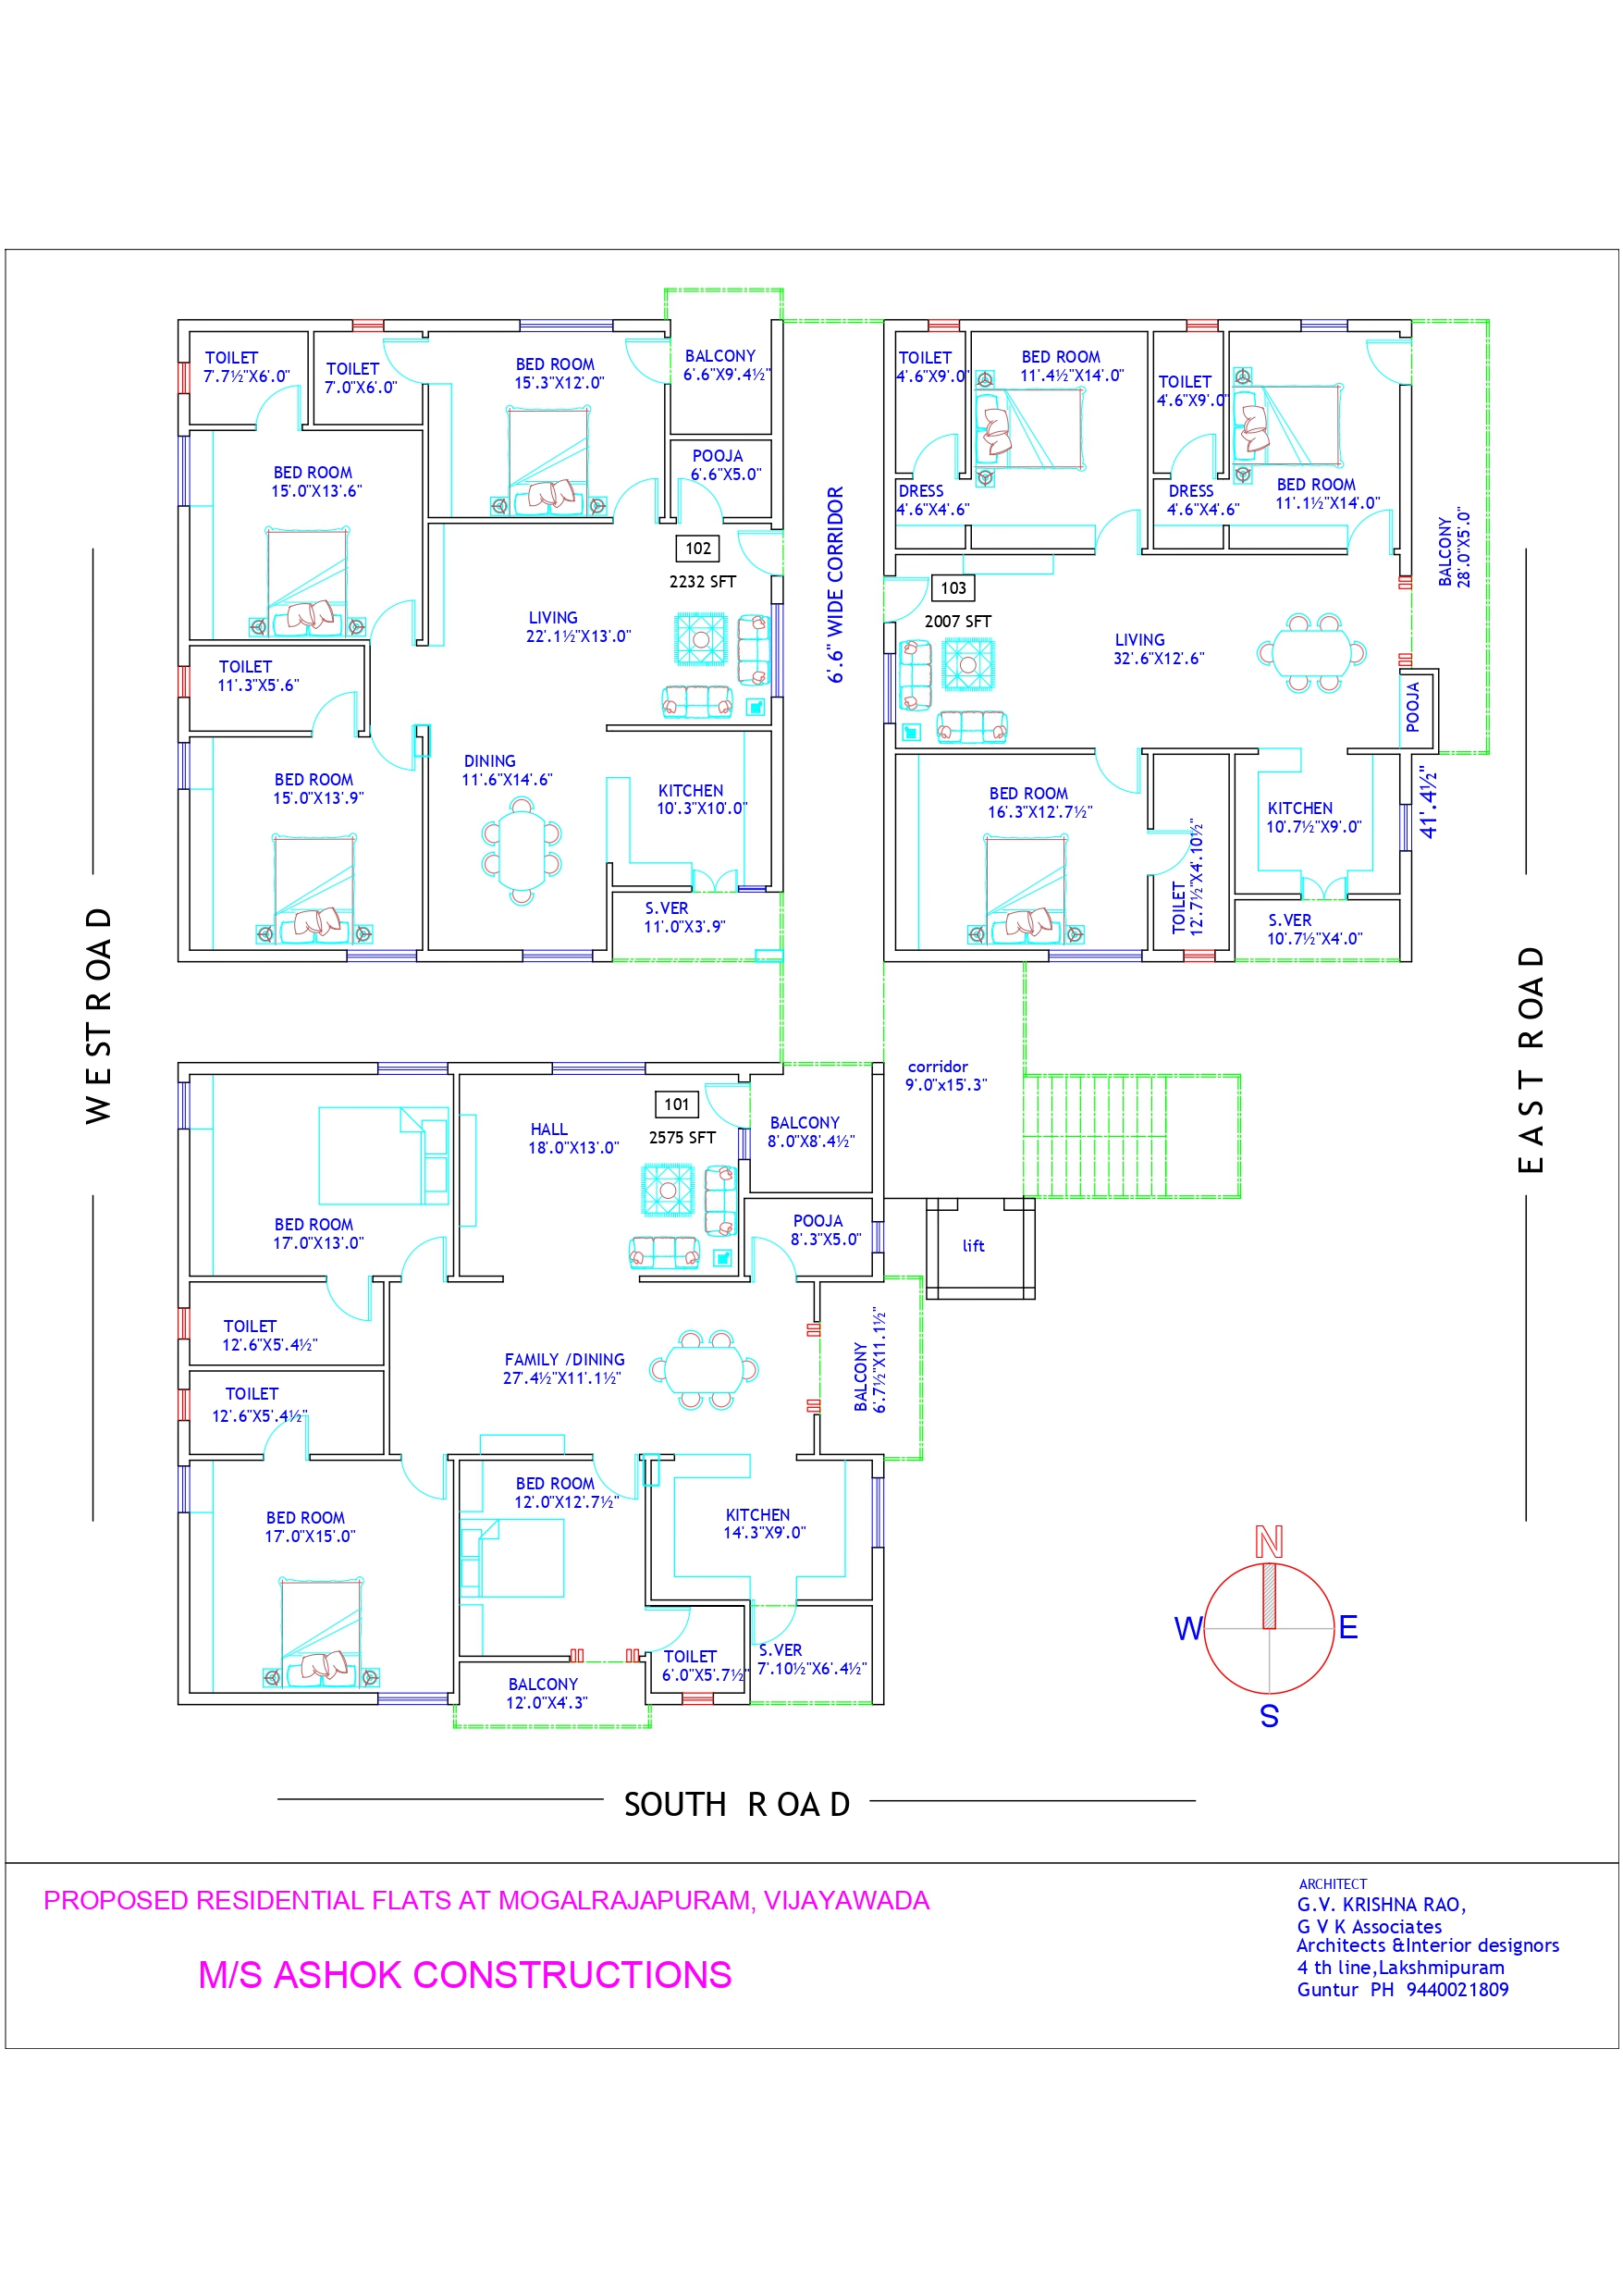 TOILET
7'.7½"X6'.0"
TOILET
7'.0"X6'.0"
BED ROOM
15'.3"X12'.0"
BALCONY
6'.6"X9'.4½"
POOJA
6'.6"X5.0"
BED ROOM
15'.0"X13'.6"
102
2232 SFT
LIVING
22'.1½"X13'.0"
TOILET
11'.3"X5'.6"
DINING
11'.6"X14'.6"
BED ROOM
15'.0"X13'.9"
KITCHEN
10'.3"X10'.0"
S.VER
11'.0"X3'.9"
6'.6" WIDE CORRIDOR
TOILET
4'.6"X9'.0"
BED ROOM
11'.4½"X14'.0"
TOILET
4'.6"X9'.0"
DRESS
4'.6"X4'.6"
DRESS
4'.6"X4'.6"
BED ROOM
11'.1½"X14'.0"
BALCONY
28'.0"X5'.0"
103
2007 SFT
LIVING
32'.6"X12'.6"
POOJA
BED ROOM
16'.3"X12'.7½"
TOILET
12'.7½"X4'.10½"
KITCHEN
10'.7½"X9'.0"
41'.4½"
S.VER
10'.7½"X4'.0"
WEST ROAD
EAST ROAD
corridor
9'.0"x15'.3"
101
2575 SFT
HALL
18'.0"X13'.0"
BALCONY
8'.0"X8'.4½"
BED ROOM
17'.0"X13'.0"
POOJA
8'.3"X5.0"
lift
TOILET
12'.6"X5'.4½"
FAMILY /DINING
27'.4½"X11'.1½"
BALCONY
6'.7½"X11'.1½"
TOILET
12'.6"X5'.4½"
BED ROOM
12'.0"X12'.7½"
BED ROOM
17'.0"X15'.0"
KITCHEN
14'.3"X9'.0"
TOILET
6'.0"X5'.7½"
S.VER
7'.10½"X6'.4½"
BALCONY
12'.0"X4'.3"
N
W
E
S
SOUTH ROAD
PROPOSED RESIDENTIAL FLATS AT MOGALRAJAPURAM, VIJAYAWADA
M/S ASHOK CONSTRUCTIONS
ARCHITECT
G.V. KRISHNA RAO,
G V K Associates
Architects &Interior designors
4 th line,Lakshmipuram
Guntur PH 9440021809